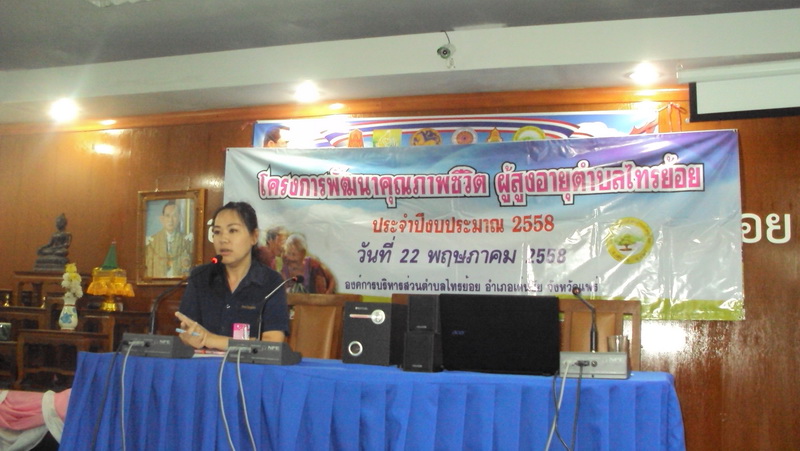 โครงการพัฒนาคุณภาพชีวิต ผู้สูงอายุตำบลไทรย้อย
ประจำปีงบประมาณ 2558
วันที่ 22 พฤษภาคม 2558
องค์การบริหารส่วนตำบลไทรย้อย อำเภอเด่นชัย จังหวัดแพร่
อย